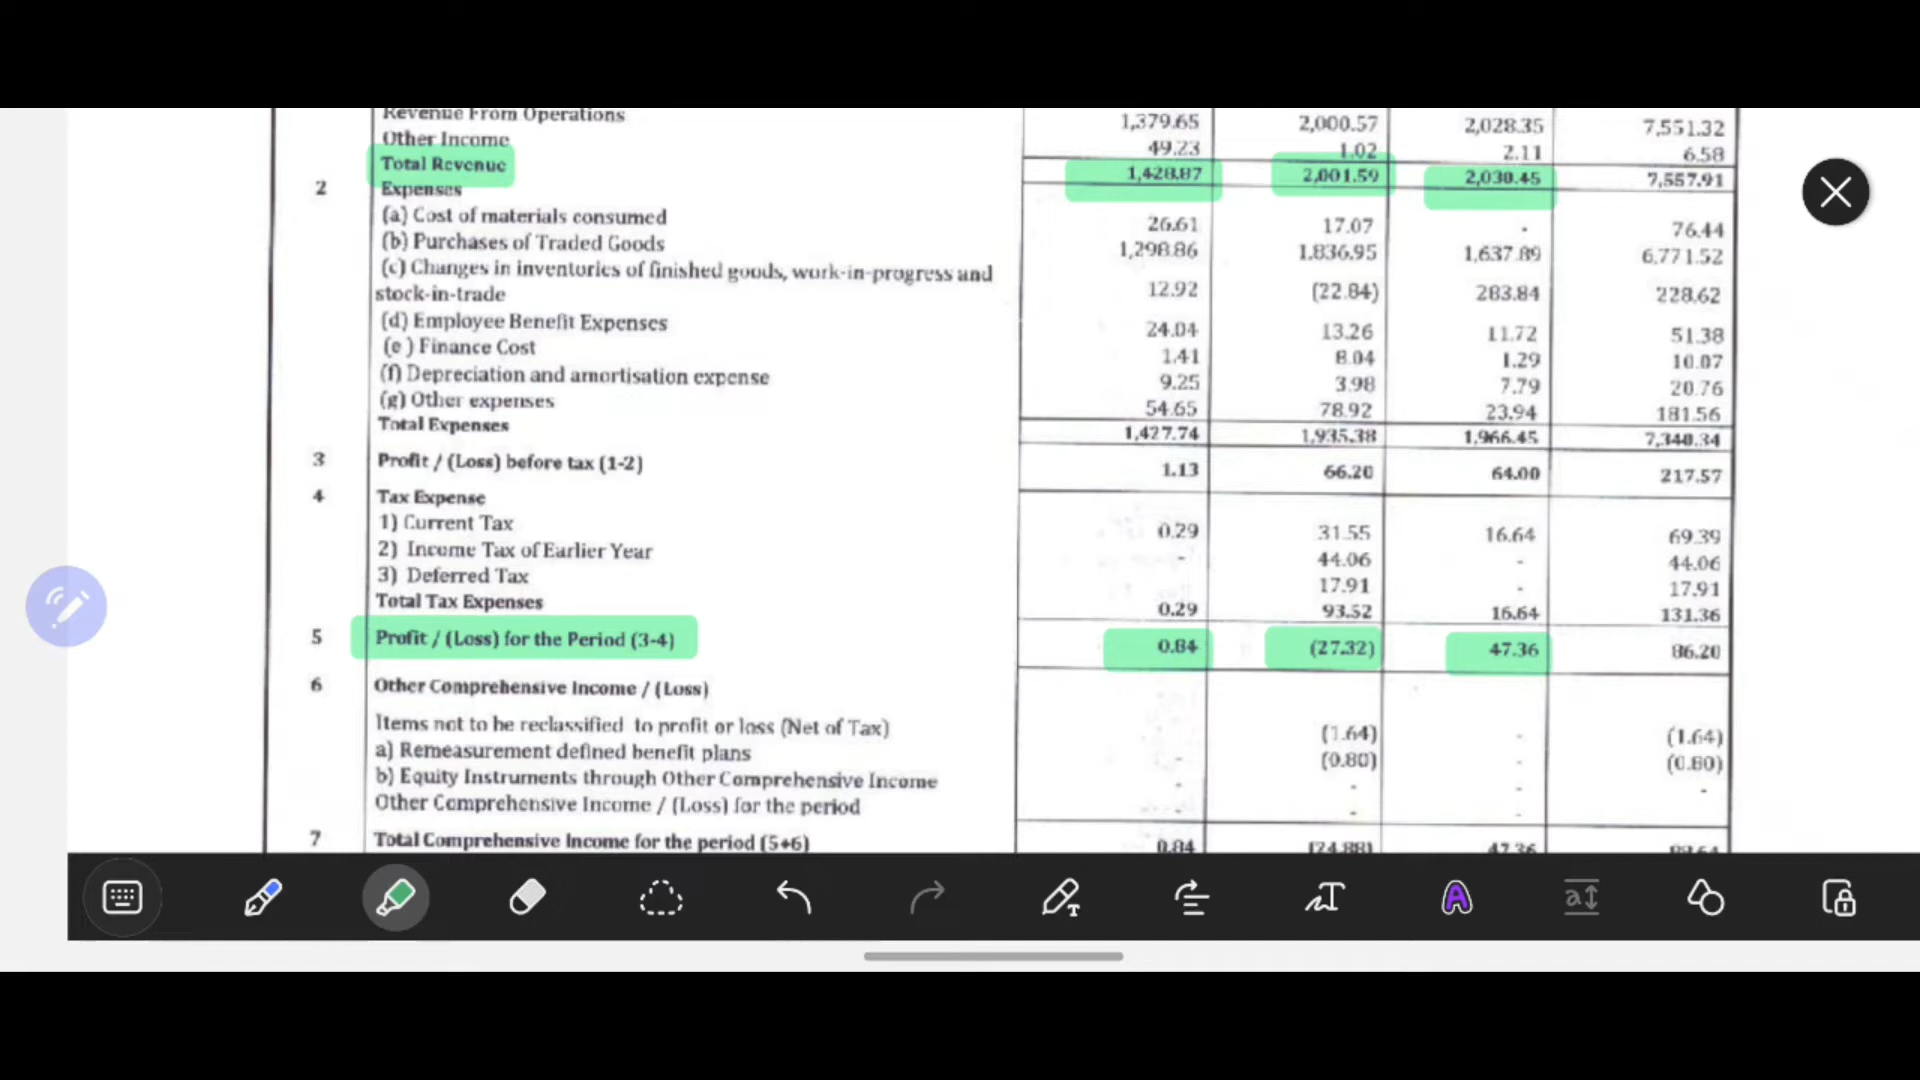 Revenue From Operations 1,379.65 2,000.57 2,028.35 7,551.32
Other Income 49.23 1.02 2.11 6.58
Total Revenue 1,428.87 2,001.59 2,030.45 7,557.91
2 Expenses
(a) Cost of materials consumed 26.61 17.07 - 76.44
(b) Purchases of Traded Goods 1,298.86 1,836.95 1,637.89 6,771.52
(c) Changes in inventories of finished goods, work-in-progress and
stock-in-trade 12.92 (22.84) 283.84 228.62
(d) Employee Benefit Expenses 24.04 13.26 11.72 51.38
(e ) Finance Cost 1.41 8.04 1.29 10.07
(f) Depreciation and amortisation expense 9.25 3.98 7.79 20.76
(g) Other expenses 54.65 78.92 23.94 181.56
Total Expenses 1,427.74 1,935.38 1,966.45 7,340.34
3 Profit / (Loss) before tax (1-2) 1.13 66.20 64.00 217.57
4 Tax Expense
1) Current Tax 0.29 31.55 16.64 69.39
2) Income Tax of Earlier Year - 44.06 - 44.06
3) Deferred Tax 17.91 - 17.91
Total Tax Expenses 0.29 93.52 16.64 131.36
5 Profit / (Loss) for the Period (3-4) 0.84 (27.32) 47.36 86.20
6 Other Comprehensive Income / (Loss)
Items not to be reclassified to profit or loss (Net of Tax) (1.64) - (1.64)
a) Remeasurement defined benefit plans - (0.80) - (0.80)
b) Equity Instruments through Other Comprehensive Income - - - -
Other Comprehensive Income / (Loss) for the period - - -
7 Total Comprehensive Income for the period (5+6) 0.84 (24.88) 47.36